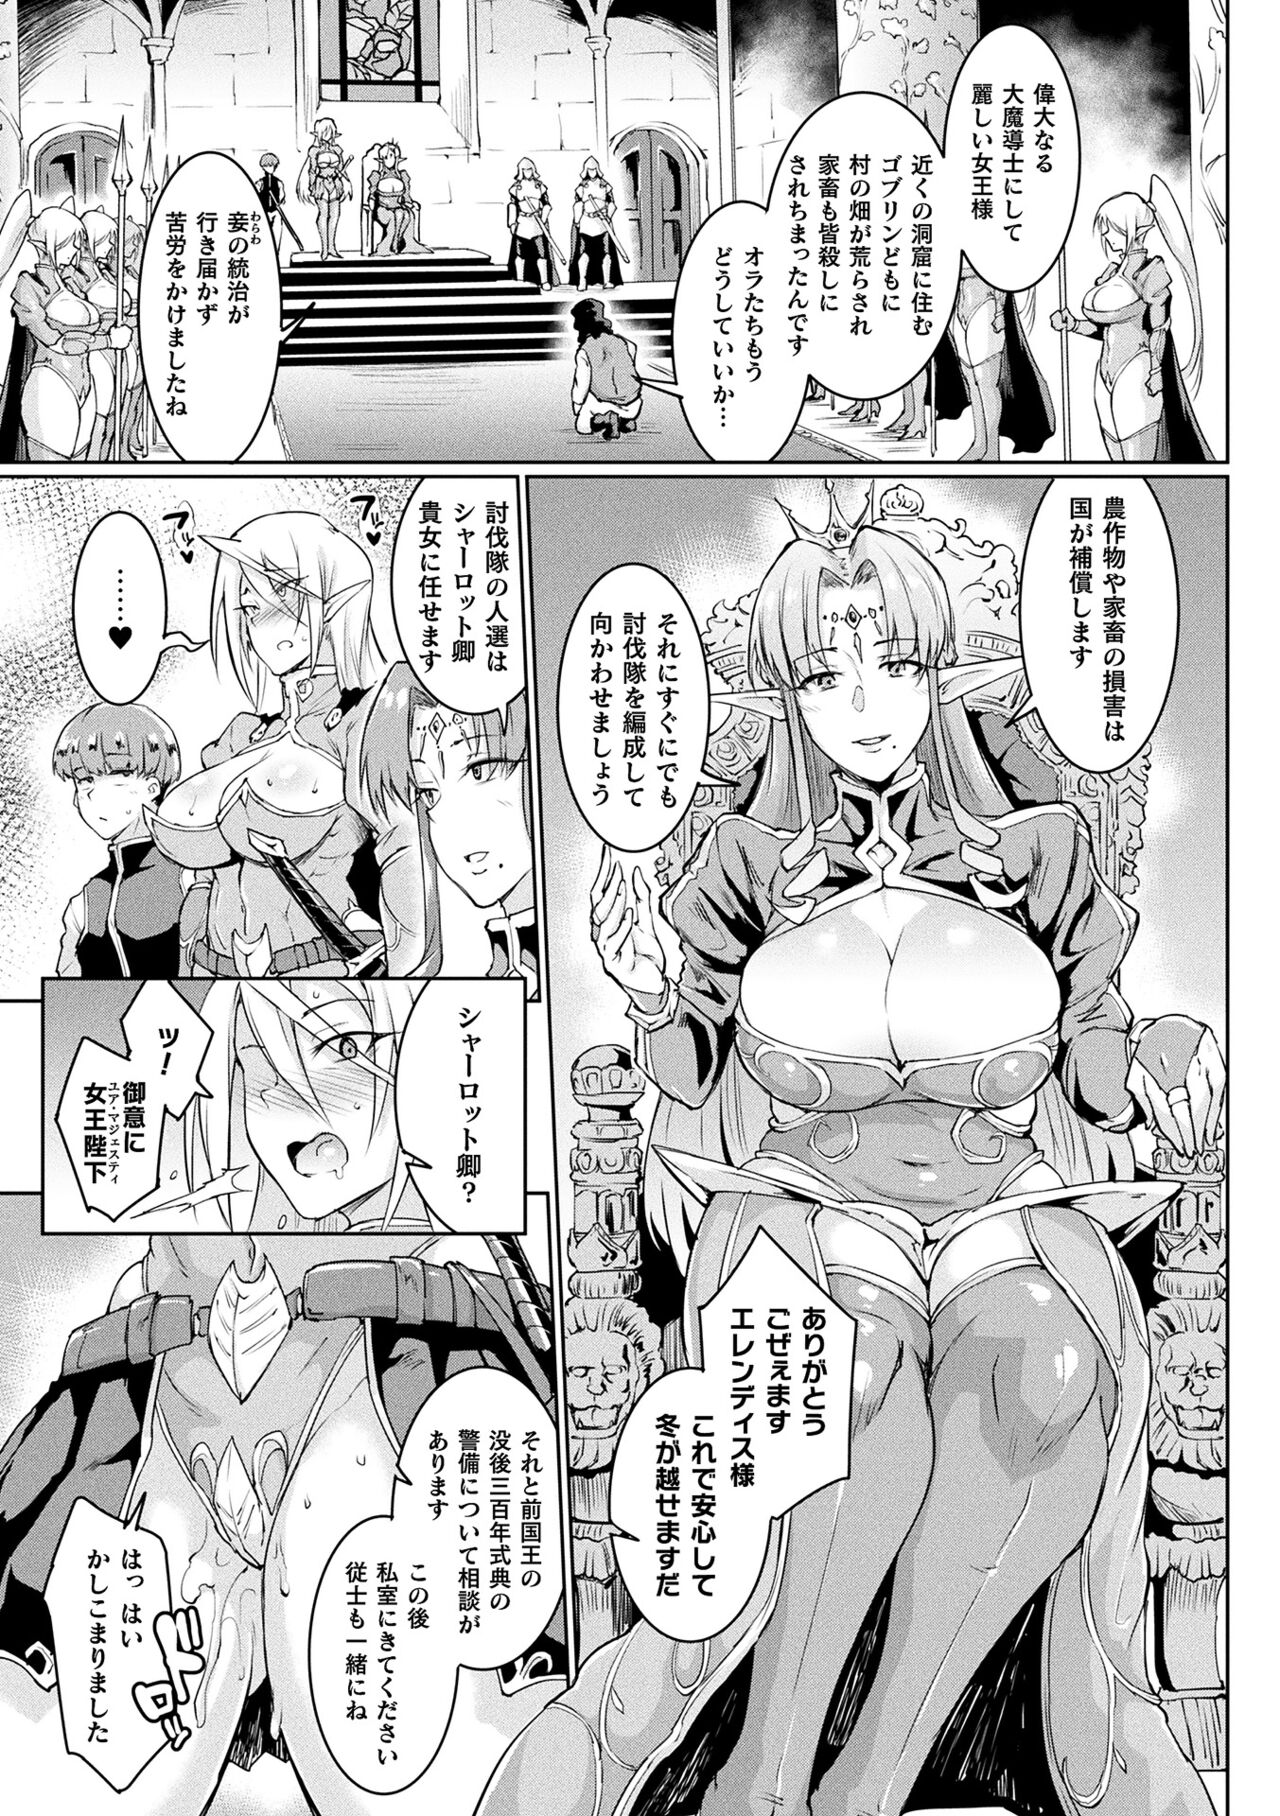 偉大なる
大魔導士にして
麗しい女王様
近くの洞窟に住む
ゴブリンどもに
村の畑が荒らされ
家畜も皆殺しに
されちまったんです
オラたちもう
どうしていいか…
妾の統治が
わらわ
行き届かず
苦労をかけましたね
農作物や家畜の損害は
国が補償します
それにすぐにでも
討伐隊を編成して
向かわせましょう
ありがとう
ごぜぇます
エレンディス様
これで安心して
冬が越せますだ
討伐隊の人選は
シャーロット卿
貴女に任せます
フーッ
フーッ
………♥
シャーロット卿?
ッ!
御意に
女王陛下
ユア・マジェスティ
それと前国王の
没後三百年式典の
警備について相談が
あります
この後
私室にきてください
従士も一緒にね
はっ はい
かしこまりました
ドロッ